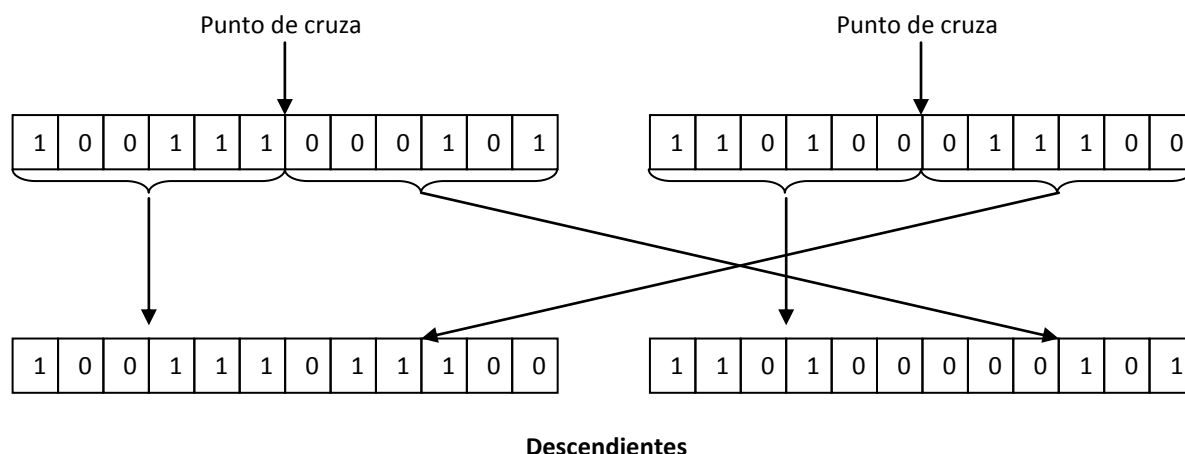 Punto de cruza Punto de cruza
1 0 0 1 1 1 0 0 0 1 0 1 1 1 0 1 0 0 0 1 1 1 0 0
1 0 0 1 1 1 0 1 1 1 0 0 1 1 0 1 0 0 0 0 0 1 0 1
Descendientes